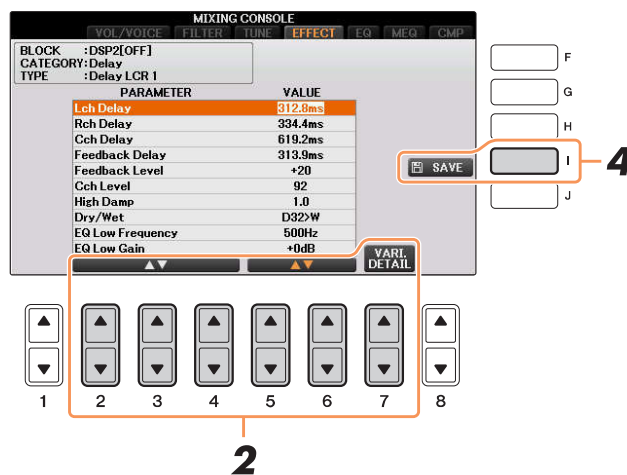 MIXING CONSOLE
VOL/VOICE FILTER TUNE EFFECT EQ MEQ CMP
BLOCK :DSP2[OFF]
CATEGORY:Delay
TYPE :Delay LCR 1
PARAMETER VALUE
Lch Delay 312.8ms
Rch Delay 334.4ms
Cch Delay 619.2ms
Feedback Delay 313.9ms
Feedback Level +20
Cch Level 92
High Damp 1.0
Dry/Wet D32>W
EQ Low Frequency 500Hz
EQ Low Gain +0dB
VARI.
DETAIL
SAVE
F
G
H
I
J
4
1 2 3 4 5 6 7 8
2